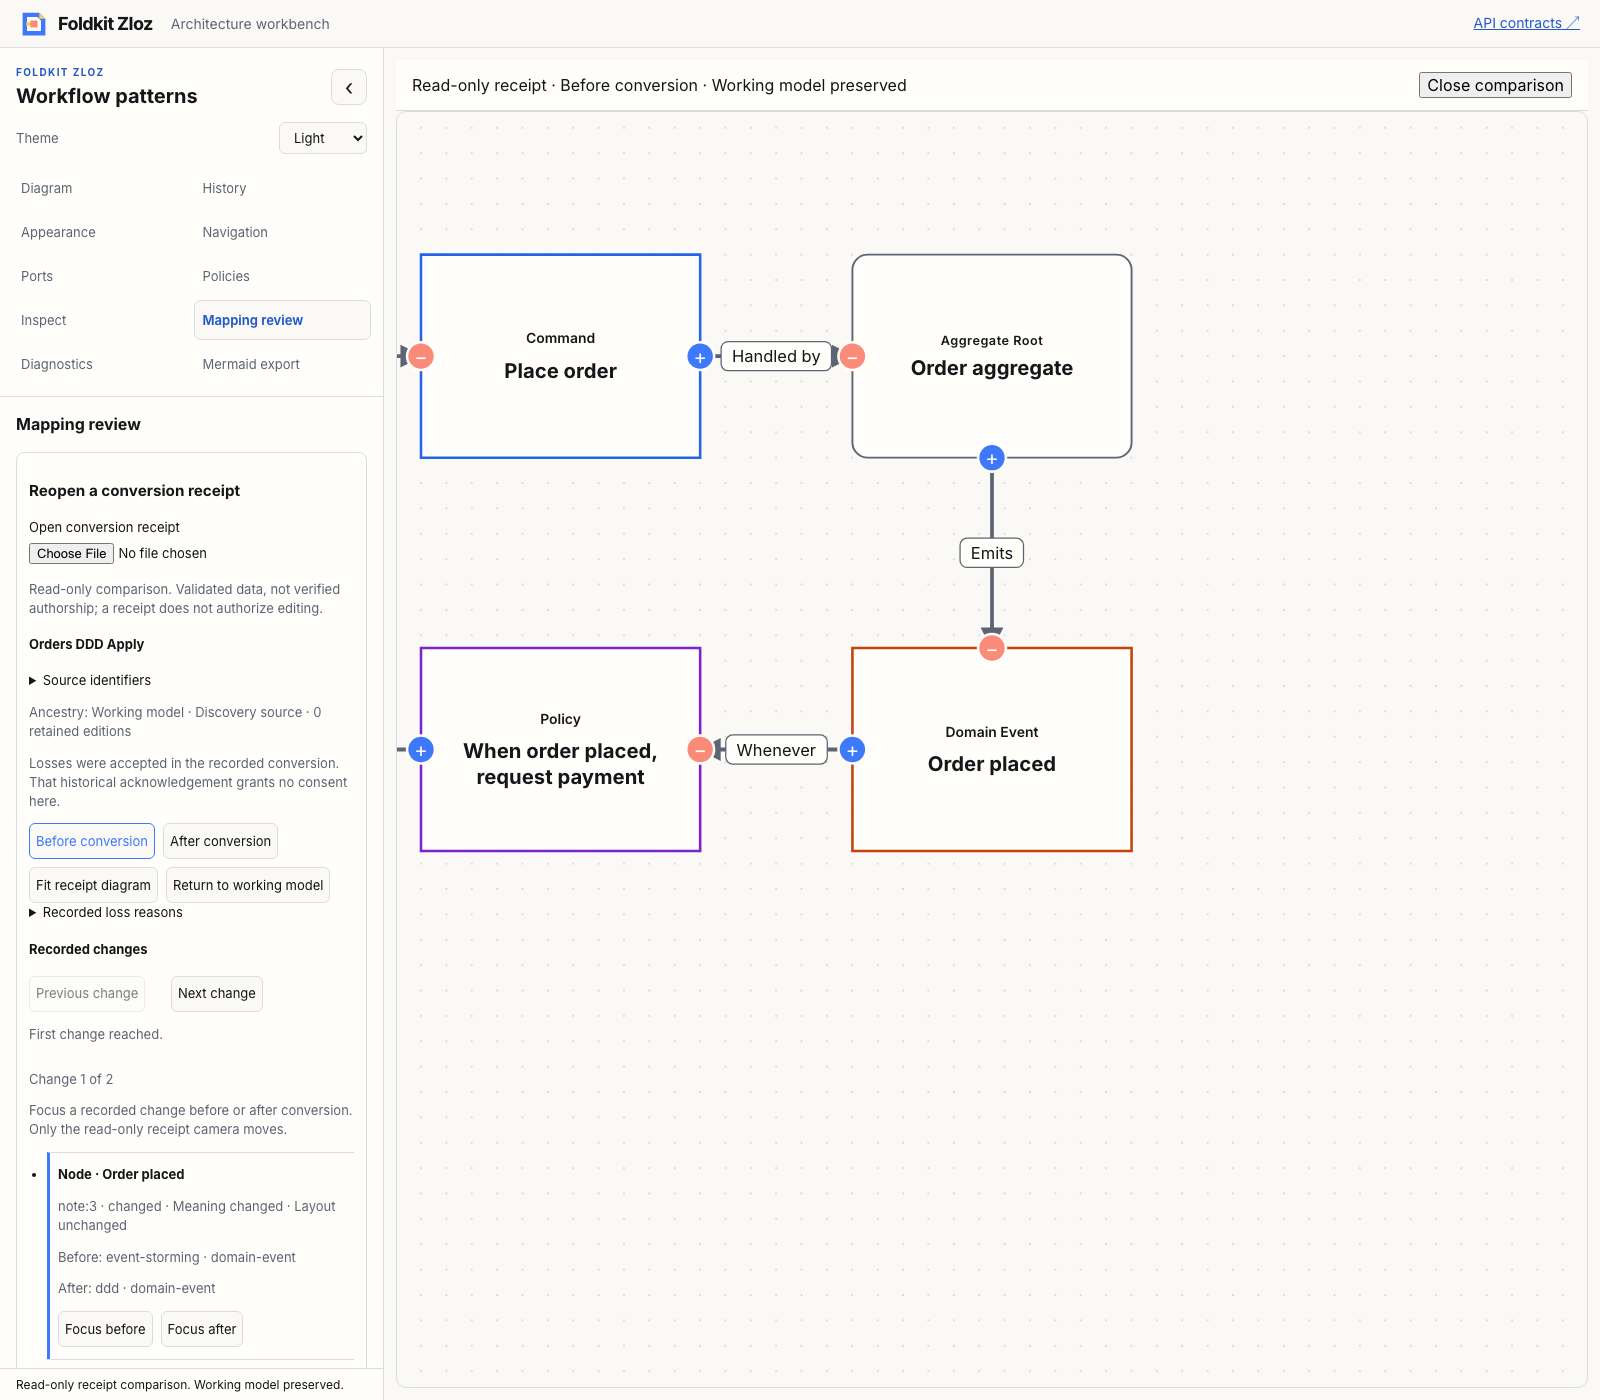 Foldkit Zloz
Architecture workbench
API contracts ↗
FOLDKIT ZLOZ
Workflow patterns
Theme
Light
Diagram
History
Appearance
Navigation
Ports
Policies
Inspect
Mapping review
Diagnostics
Mermaid export
Mapping review
Reopen a conversion receipt
Open conversion receipt
Choose File No file chosen
Read-only comparison. Validated data, not verified
authorship; a receipt does not authorize editing.
Orders DDD Apply
Source identifiers
Ancestry: Working model · Discovery source · 0
retained editions
Losses were accepted in the recorded conversion.
That historical acknowledgement grants no consent
here.
Before conversion
After conversion
Fit receipt diagram
Return to working model
Recorded loss reasons
Recorded changes
Previous change
Next change
First change reached.
Change 1 of 2
Focus a recorded change before or after conversion.
Only the read-only receipt camera moves.
Node · Order placed
note:3 · changed · Meaning changed · Layout
unchanged
Before: event-storming · domain-event
After: ddd · domain-event
Focus before
Focus after
Read-only receipt comparison. Working model preserved.
Read-only receipt · Before conversion · Working model preserved
Close comparison
Command
Place order
Handled by
Aggregate Root
Order aggregate
Emits
Policy
When order placed,
request payment
Whenever
Domain Event
Order placed